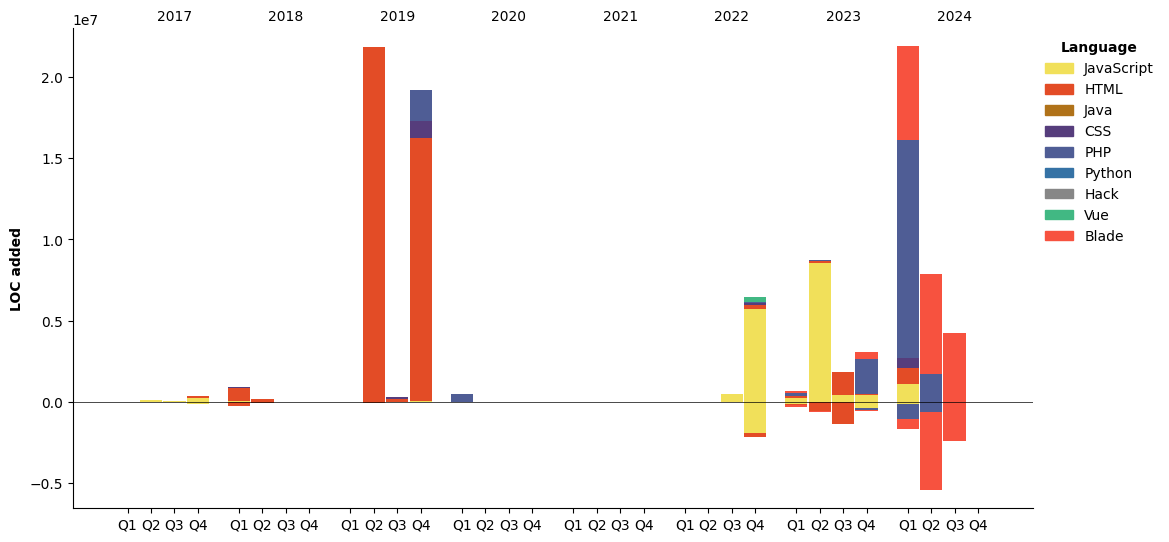 2017 2018 2019 2020 2021 2022 2023 2024
1e7
Language
JavaScript
HTML
Java
CSS
PHP
Python
Hack
Vue
Blade
LOC added
2.0
1.5
1.0
0.5
0.0
−0.5
Q1 Q2 Q3 Q4 Q1 Q2 Q3 Q4 Q1 Q2 Q3 Q4 Q1 Q2 Q3 Q4 Q1 Q2 Q3 Q4 Q1 Q2 Q3 Q4 Q1 Q2 Q3 Q4 Q1 Q2 Q3 Q4